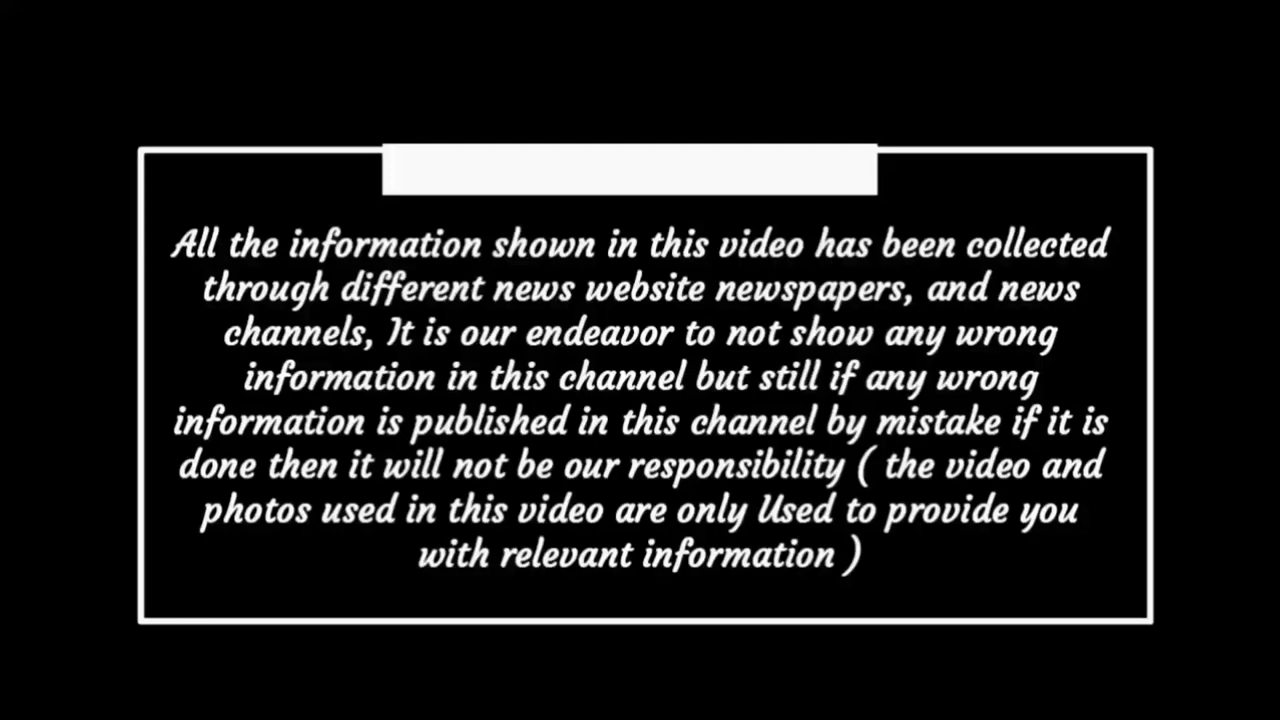 All the information shown in this video has been collected
through different news website newspapers, and news
channels, It is our endeavor to not show any wrong
information in this channel but still if any wrong
information is published in this channel by mistake if it is
done then it will not be our responsibility ( the video and
photos used in this video are only Used to provide you
with relevant information )